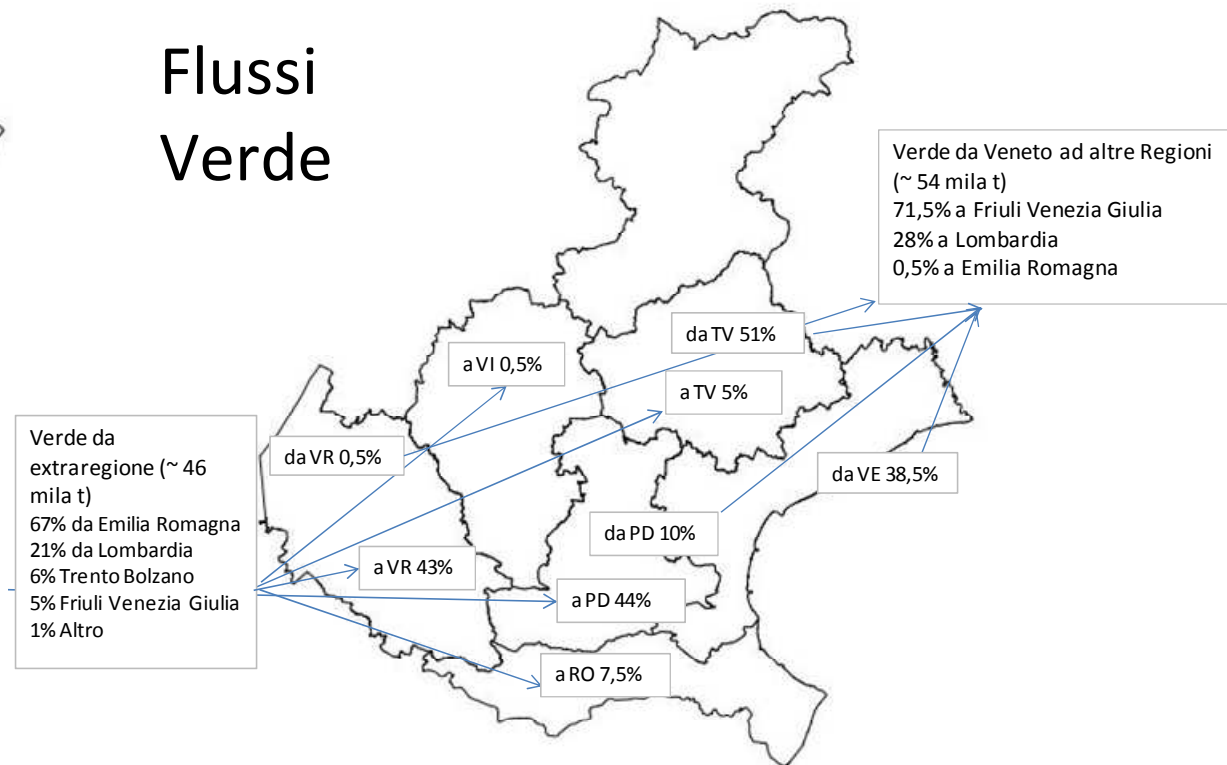 Flussi
Verde
Verde da Veneto ad altre Regioni
(~ 54 mila t)
71,5% a Friuli Venezia Giulia
28% a Lombardia
0,5% a Emilia Romagna
da TV 51%
a VI 0,5%
a TV 5%
Verde da
extraregione (~ 46
mila t)
67% da Emilia Romagna
21% da Lombardia
6% Trento Bolzano
5% Friuli Venezia Giulia
1% Altro
da VR 0,5%
da VE 38,5%
da PD 10%
a VR 43%
a PD 44%
a RO 7,5%